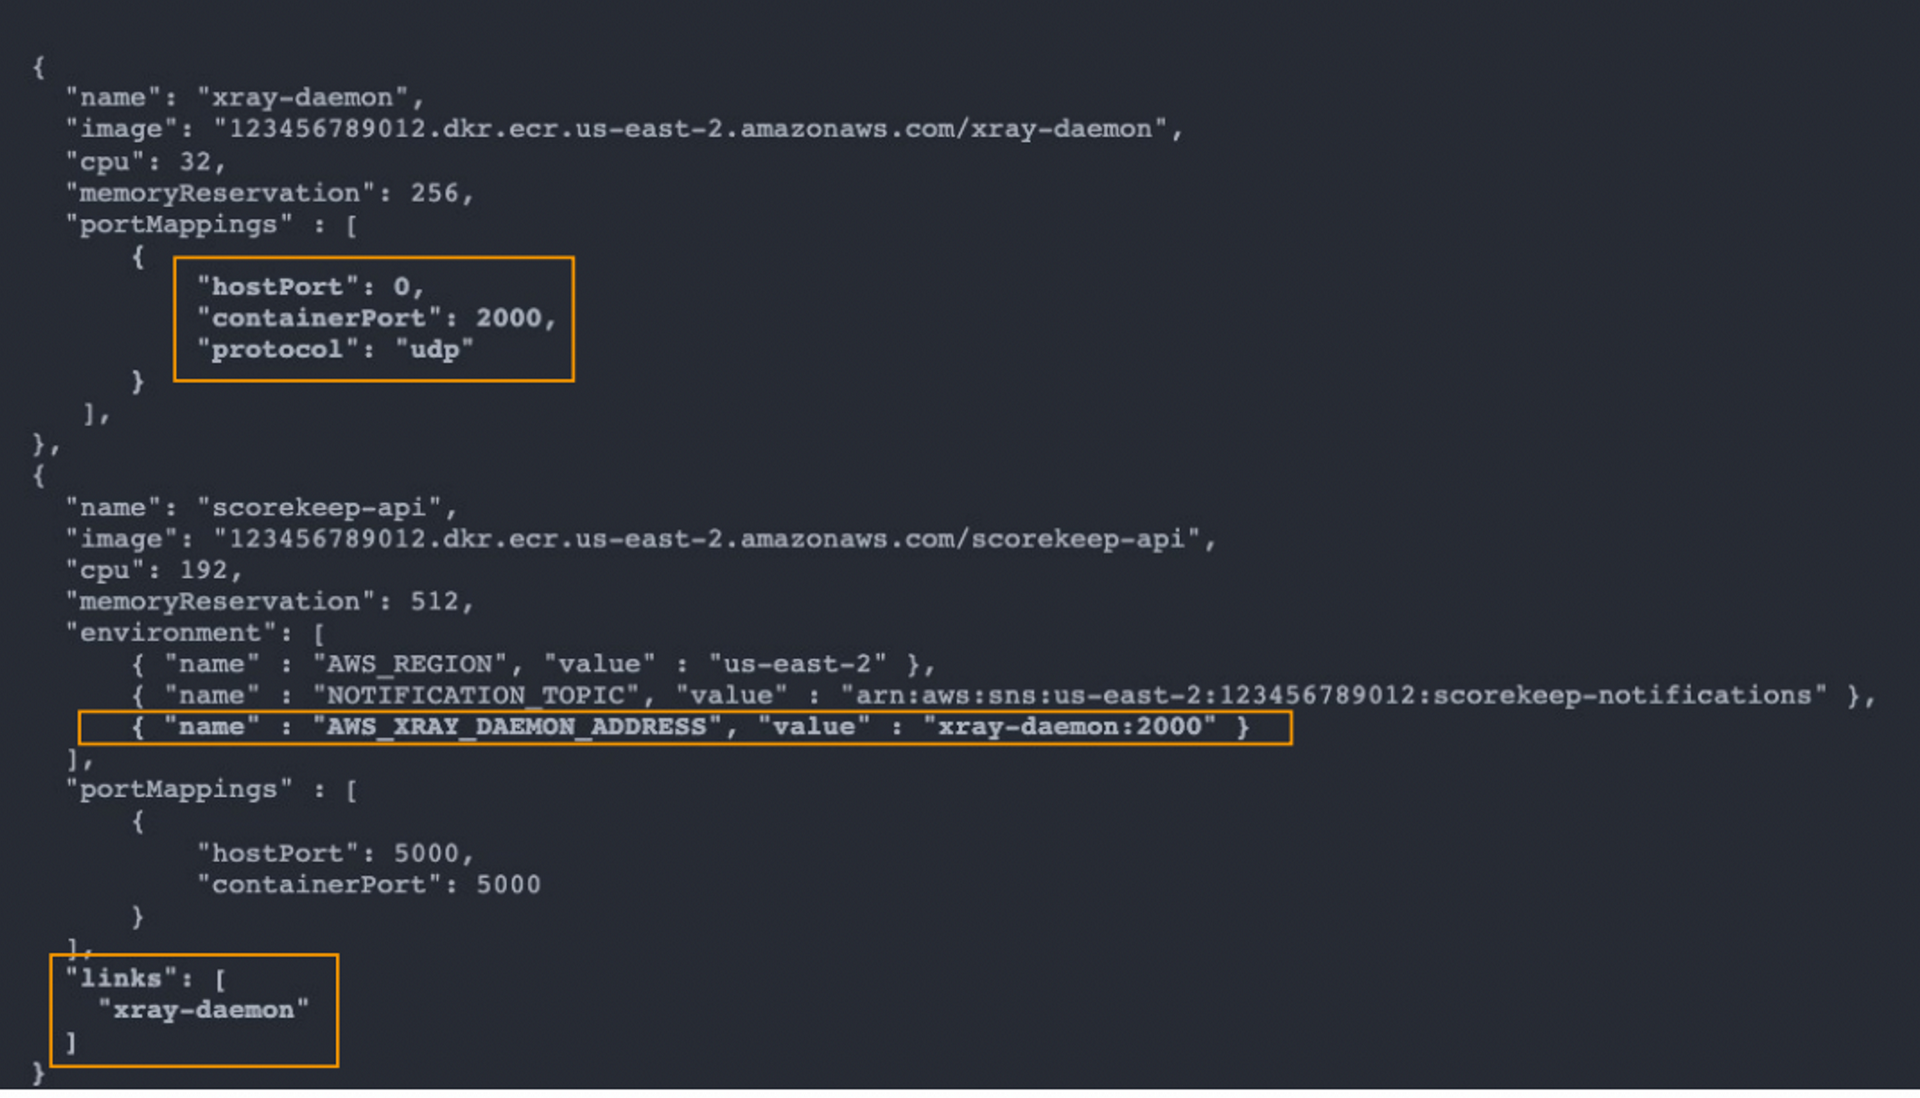 {
"name": "xray-daemon",
"image": "123456789012.dkr.ecr.us-east-2.amazonaws.com/xray-daemon",
"cpu": 32,
"memoryReservation": 256,
"portMappings" : [
{
"hostPort": 0,
"containerPort": 2000,
"protocol": "udp"
}
],
},
{
"name": "scorekeep-api",
"image": "123456789012.dkr.ecr.us-east-2.amazonaws.com/scorekeep-api",
"cpu": 192,
"memoryReservation": 512,
"environment": [
{ "name" : "AWS_REGION", "value" : "us-east-2" },
{ "name" : "NOTIFICATION_TOPIC", "value" : "arn:aws:sns:us-east-2:123456789012:scorekeep-notifications" },
{ "name" : "AWS_XRAY_DAEMON_ADDRESS", "value" : "xray-daemon:2000" }
],
"portMappings" : [
{
"hostPort": 5000,
"containerPort": 5000
}
],
"links": [
"xray-daemon"
]
}